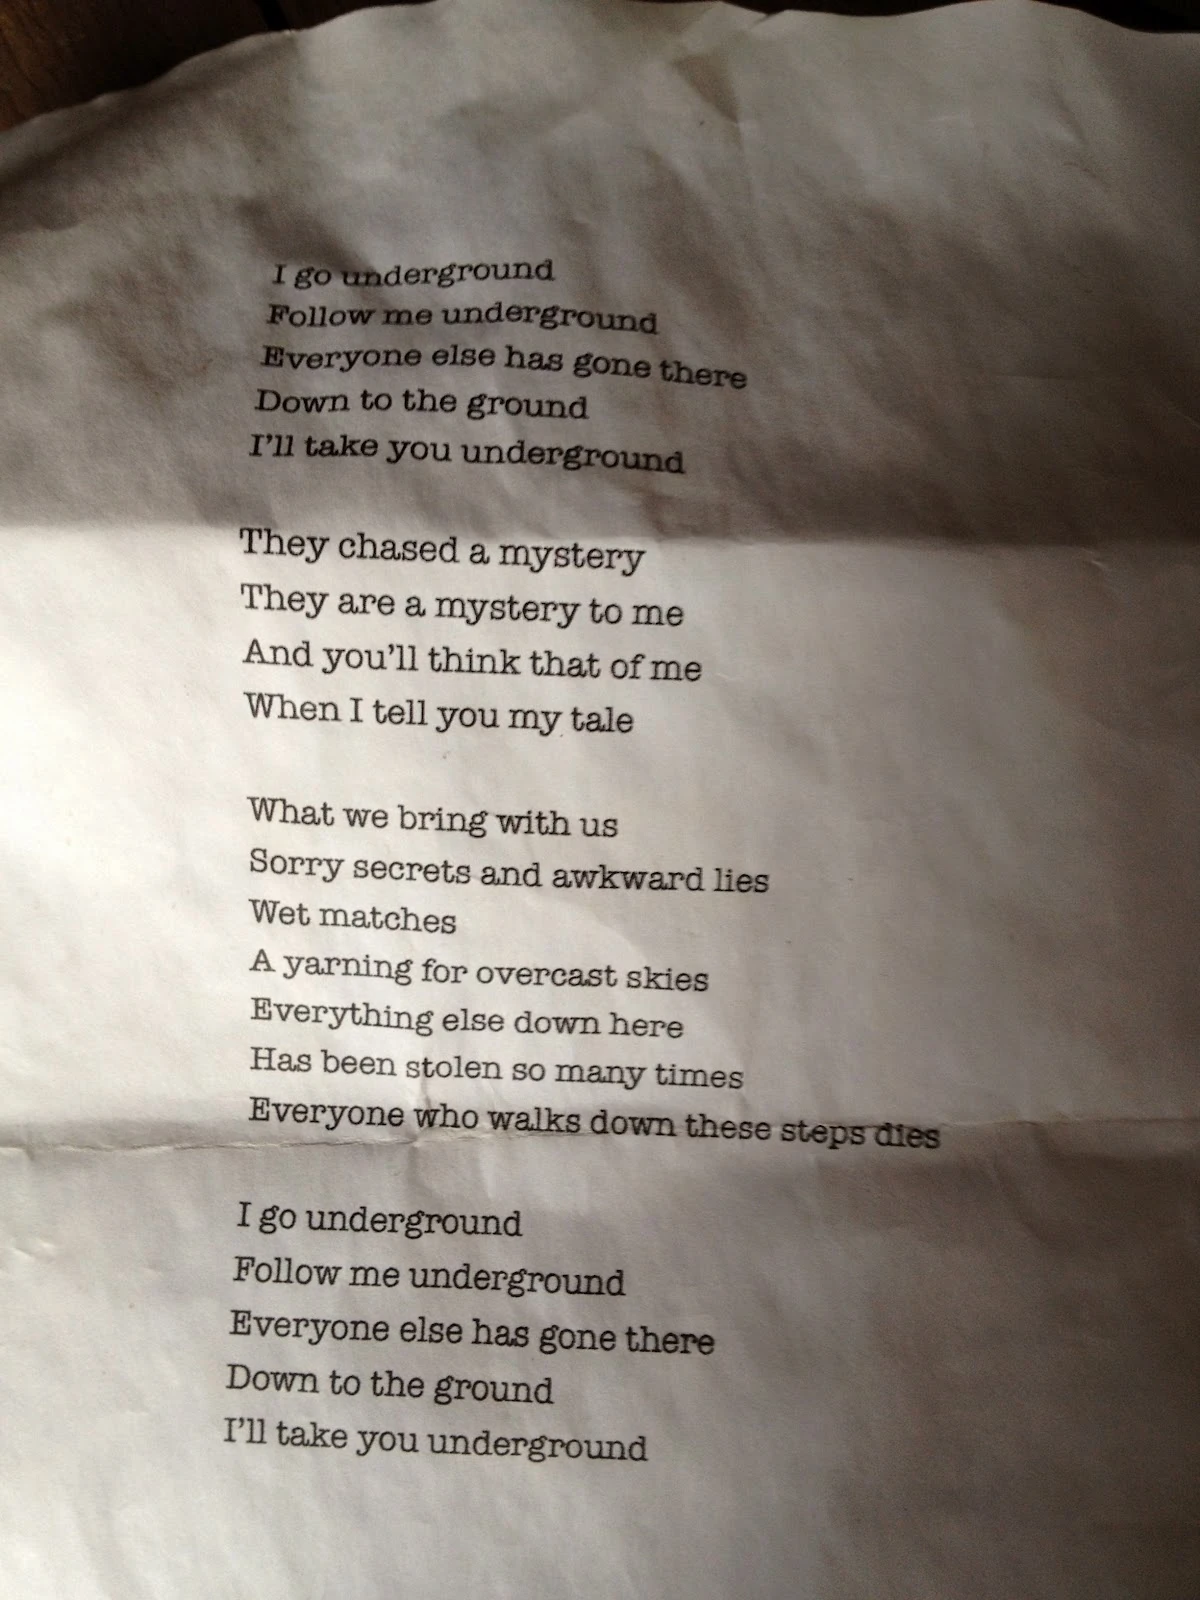 I go underground
Follow me underground
Everyone else has gone there
Down to the ground
I'll take you underground
They chased a mystery
They are a mystery to me
And you'll think that of me
When I tell you my tale
What we bring with us
Sorry secrets and awkward lies
Wet matches
A yarning for overcast skies
Everything else down here
Has been stolen so many times
Everyone who walks down these steps dies
I go underground
Follow me underground
Everyone else has gone there
Down to the ground
I'll take you underground